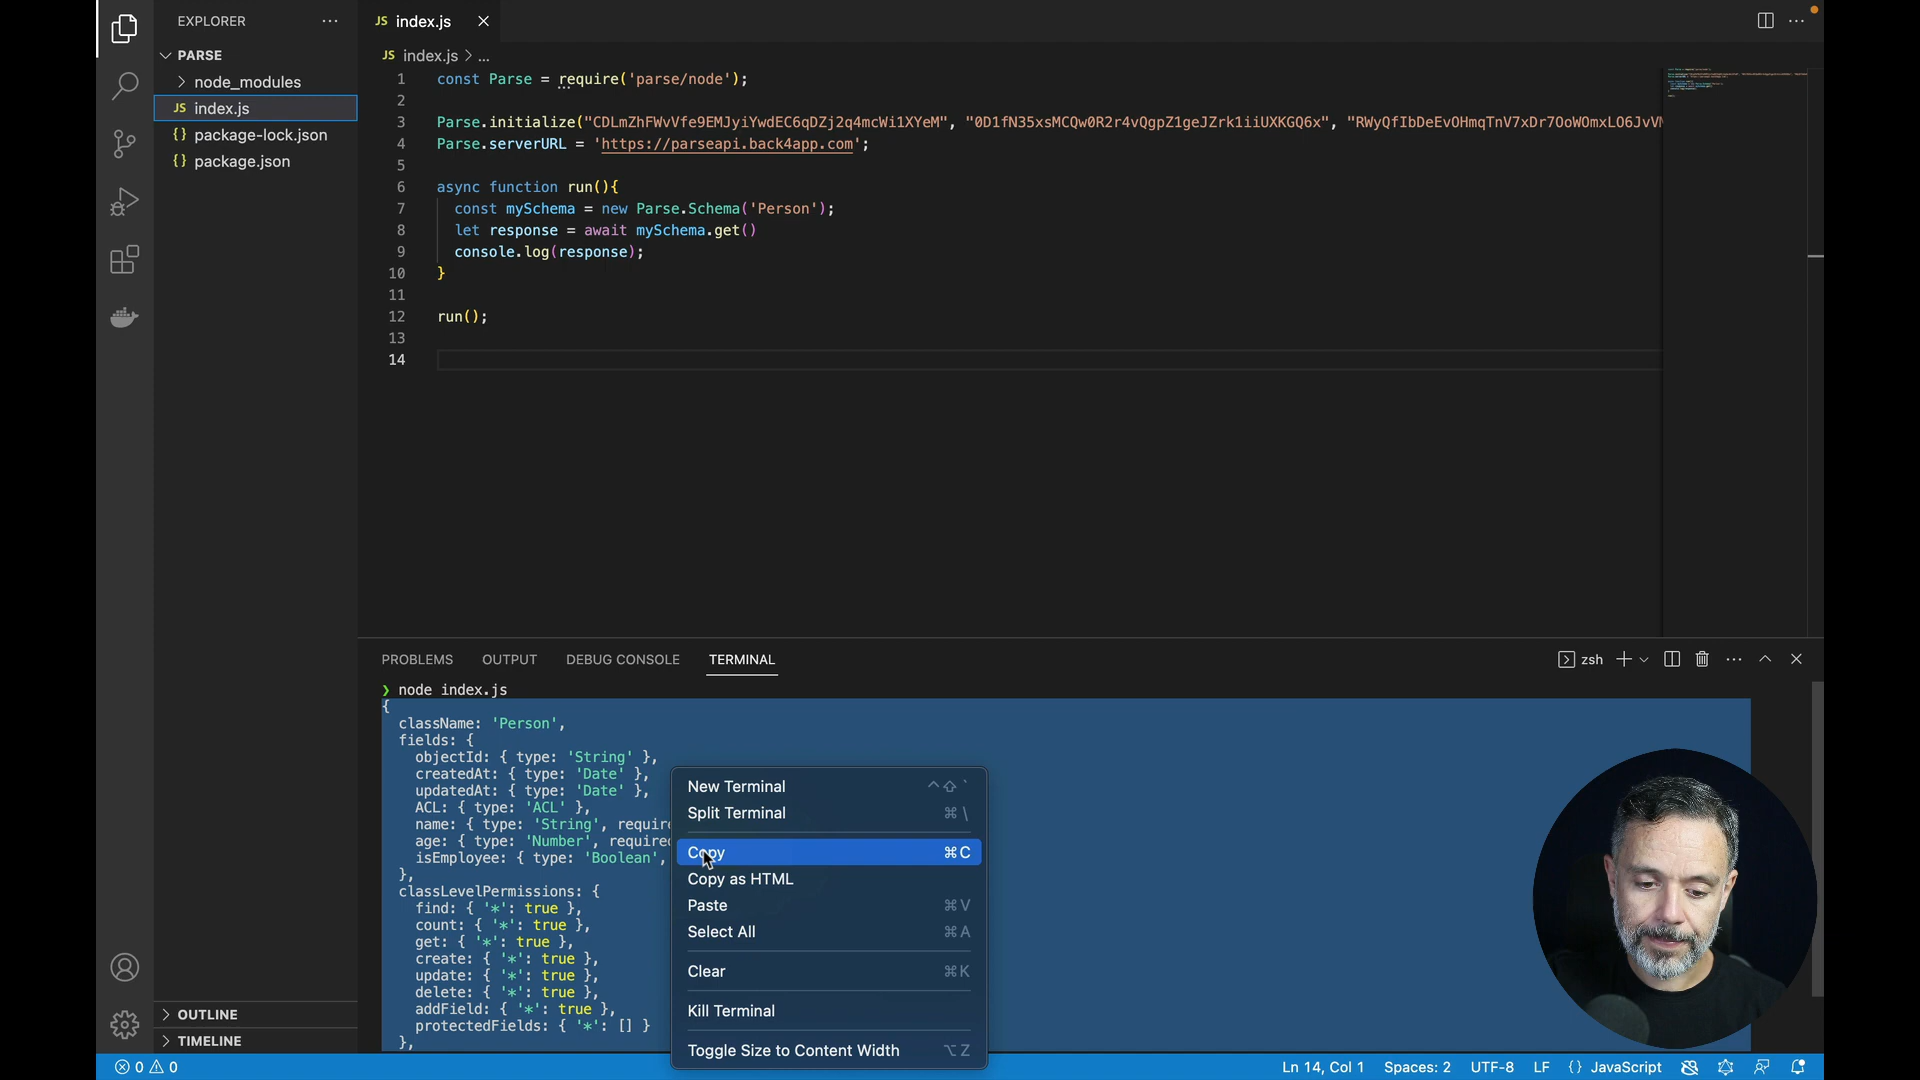 EXPLORER
PARSE
node_modules
JS index.js
{} package-lock.json
{} package.json
OUTLINE
TIMELINE
JS index.js
JS index.js > ...
1 const Parse = require('parse/node');
2
3 Parse.initialize("CDLmZhFWvVfe9EMJyiYwdEC6qDZj2q4mcWi1XYeM", "0D1fN35xsMCQw0R2r4vQgpZ1geJZrk1iiUXKGQ6x", "RWyQfIbDeEvOHmqTnV7xDr7OoWOmxLO6JvVM
4 Parse.serverURL = 'https://parseapi.back4app.com';
5
6 async function run(){
7 const mySchema = new Parse.Schema('Person');
8 let response = await mySchema.get()
9 console.log(response);
10 }
11
12 run();
13
14
PROBLEMS OUTPUT DEBUG CONSOLE TERMINAL
zsh
❯ node index.js
{
className: 'Person',
fields: {
objectId: { type: 'String' },
createdAt: { type: 'Date' },
updatedAt: { type: 'Date' },
ACL: { type: 'ACL' },
name: { type: 'String', require
age: { type: 'Number', required
isEmployee: { type: 'Boolean',
},
classLevelPermissions: {
find: { '*': true },
count: { '*': true },
get: { '*': true },
create: { '*': true },
update: { '*': true },
delete: { '*': true },
addField: { '*': true },
protectedFields: { '*': [] }
},
New Terminal ^⇧`
Split Terminal ⌘\
Copy ⌘C
Copy as HTML
Paste ⌘V
Select All ⌘A
Clear ⌘K
Kill Terminal
Toggle Size to Content Width ⌥Z
0 0
Ln 14, Col 1 Spaces: 2 UTF-8 LF {} JavaScript